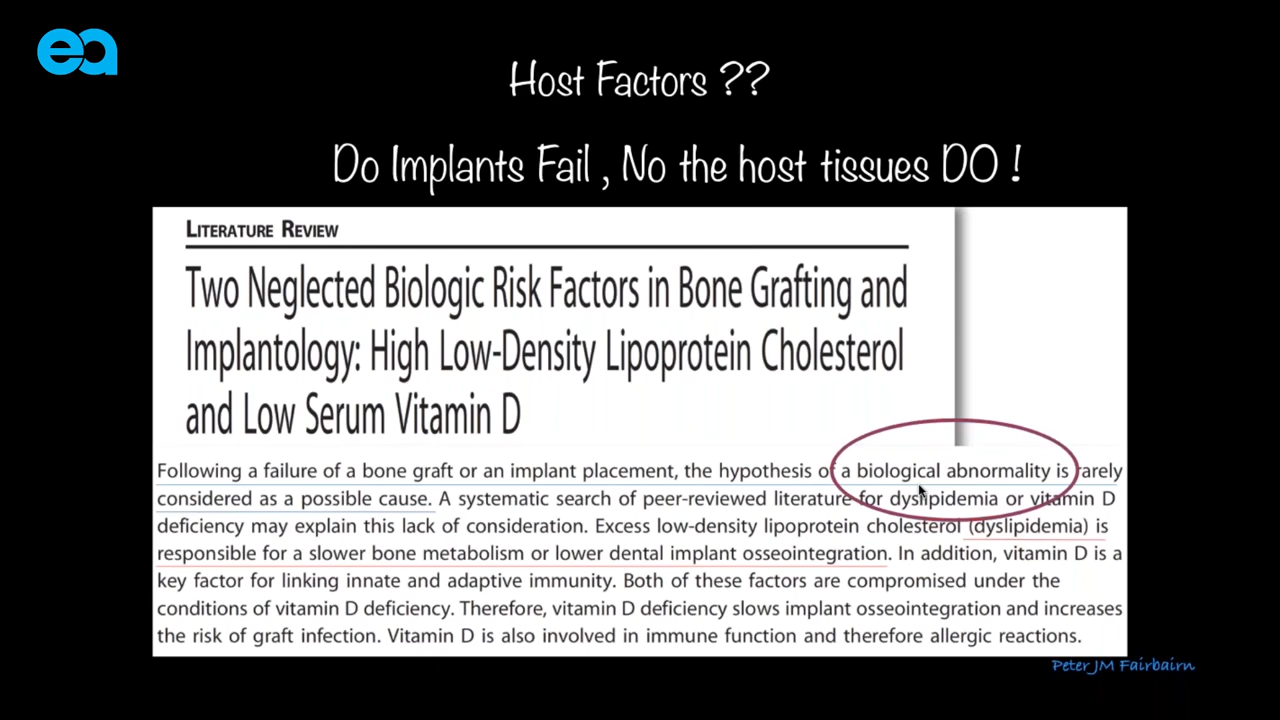 ea
Host Factors ??
Do Implants Fail , No the host tissues DO !
LITERATURE REVIEW
Two Neglected Biologic Risk Factors in Bone Grafting and
Implantology: High Low-Density Lipoprotein Cholesterol
and Low Serum Vitamin D
Following a failure of a bone graft or an implant placement, the hypothesis of a biological abnormality is rarely
considered as a possible cause. A systematic search of peer-reviewed literature for dyslipidemia or vitamin D
deficiency may explain this lack of consideration. Excess low-density lipoprotein cholesterol (dyslipidemia) is
responsible for a slower bone metabolism or lower dental implant osseointegration. In addition, vitamin D is a
key factor for linking innate and adaptive immunity. Both of these factors are compromised under the
conditions of vitamin D deficiency. Therefore, vitamin D deficiency slows implant osseointegration and increases
the risk of graft infection. Vitamin D is also involved in immune function and therefore allergic reactions.
Peter JM Fairbairn